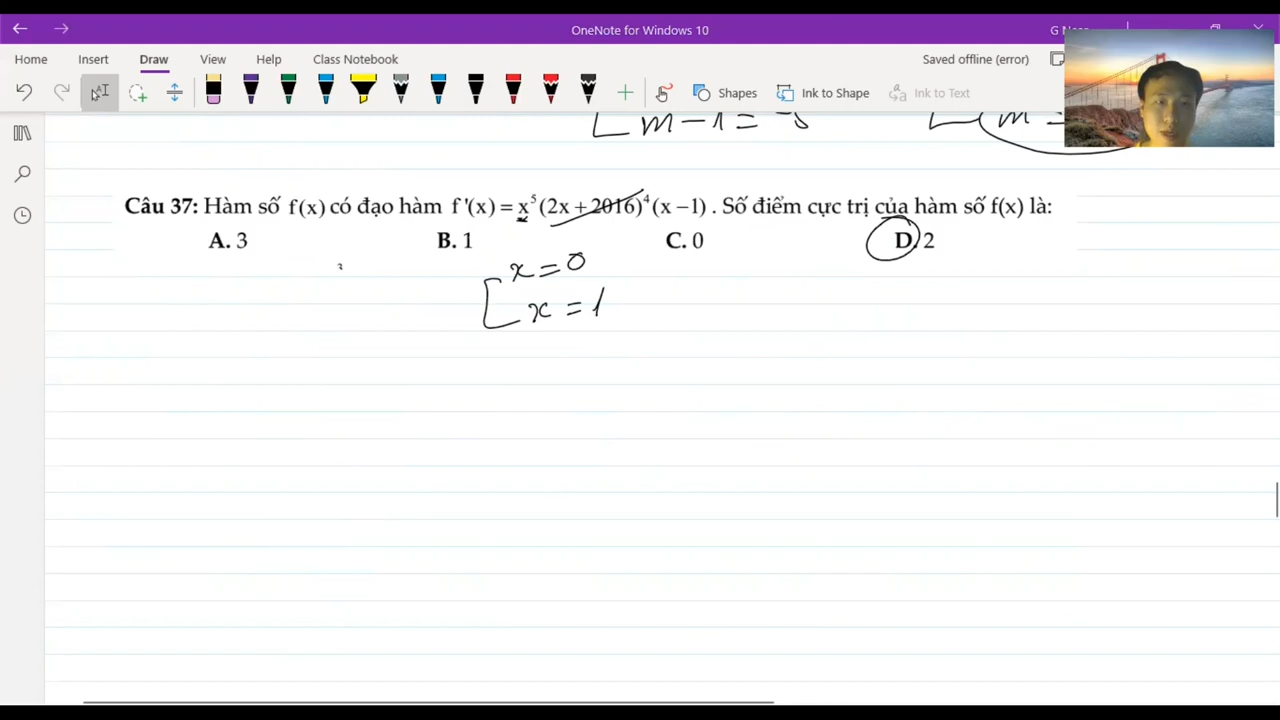 OneNote for Windows 10
Home Insert Draw View Help Class Notebook Saved offline (error)
Shapes Ink to Shape Ink to Text
m - 1 =
m =
Câu 37: Hàm số f(x) có đạo hàm f'(x) = x⁵(2x + 2016)⁴(x − 1). Số điểm cực trị của hàm số f(x) là:
A. 3 B. 1 C. 0 D. 2
x = 0
x = 1